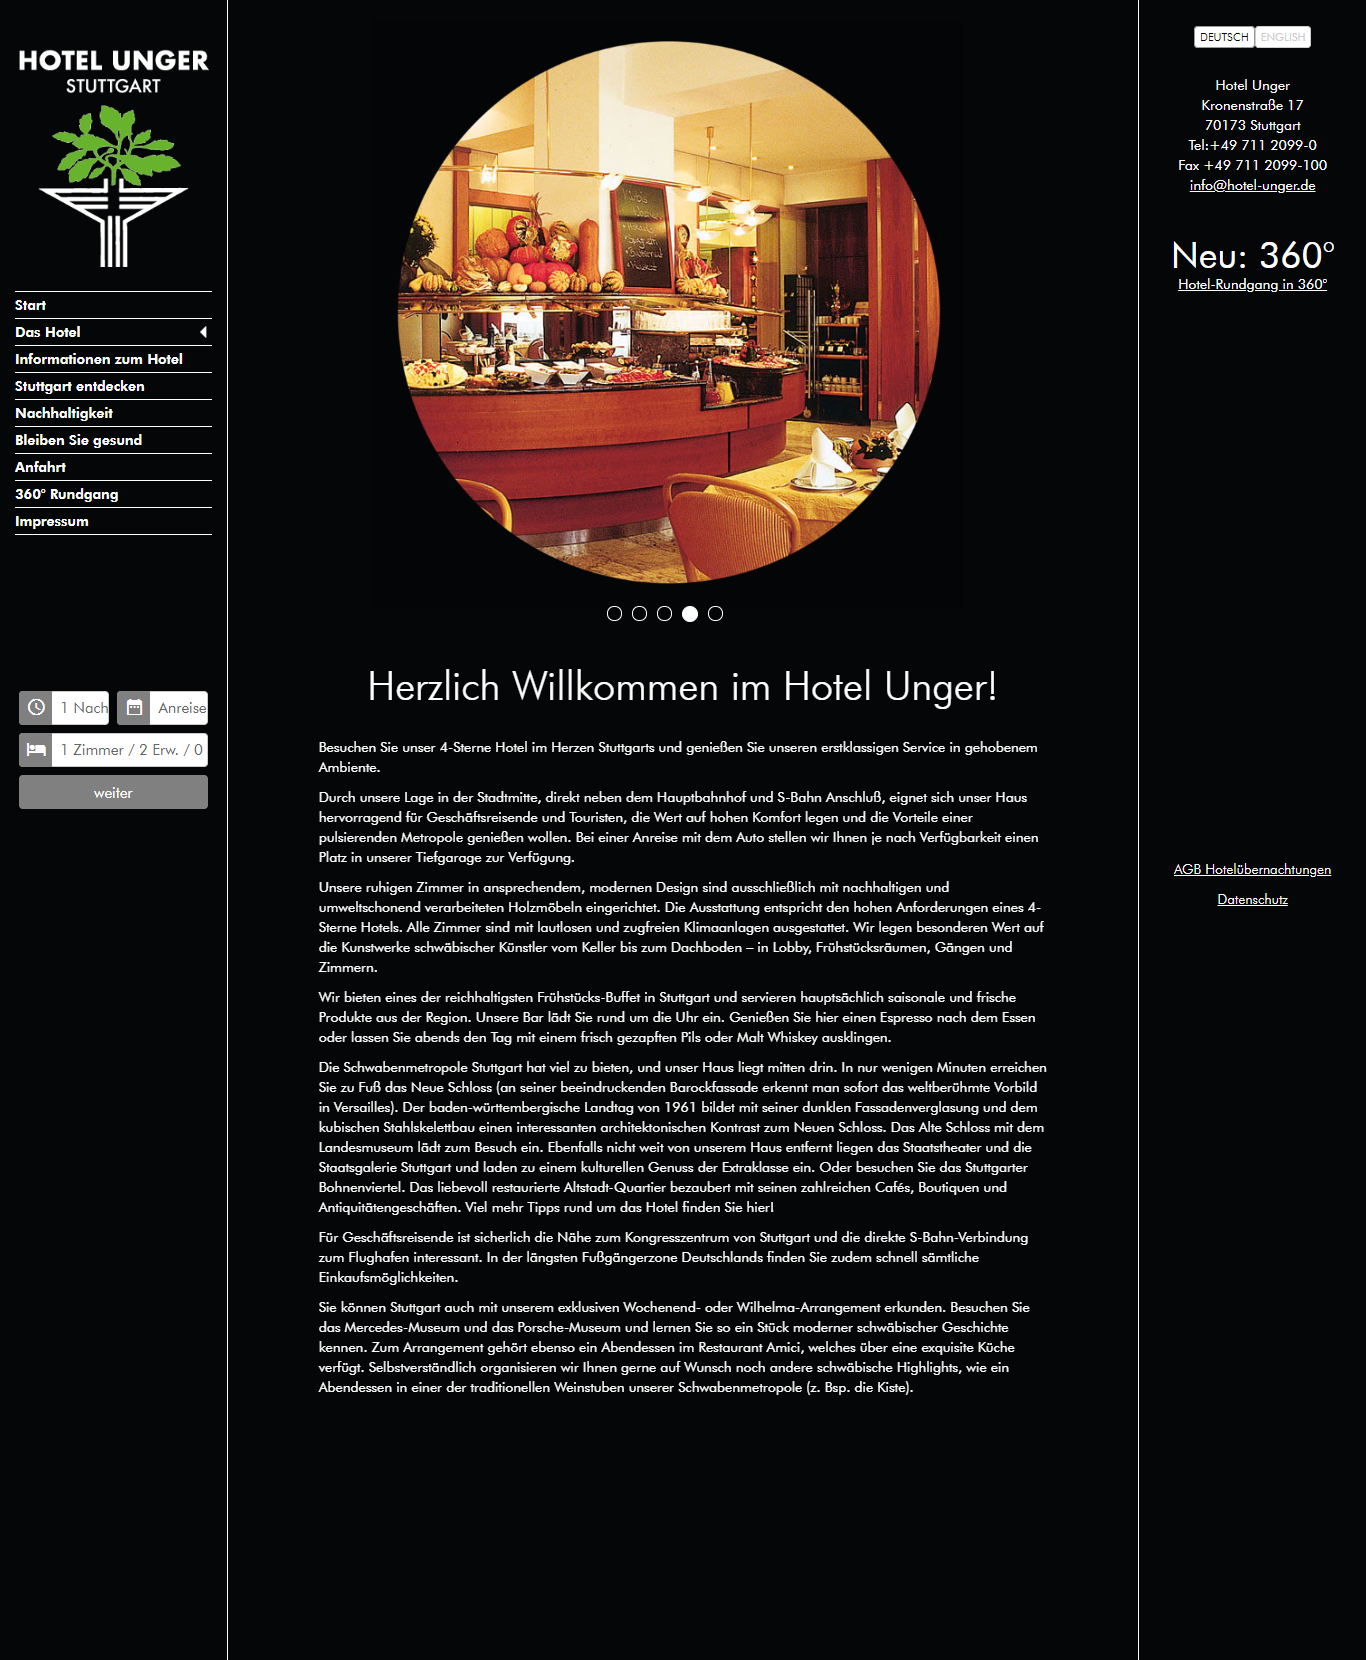 HOTEL UNGER
STUTTGART
Start
Das Hotel
Informationen zum Hotel
Stuttgart entdecken
Nachhaltigkeit
Bleiben Sie gesund
Anfahrt
360° Rundgang
Impressum
1 Nach
Anreise
1 Zimmer / 2 Erw. / 0
weiter
Herzlich Willkommen im Hotel Unger!
Besuchen Sie unser 4-Sterne Hotel im Herzen Stuttgarts und genießen Sie unseren erstklassigen Service in gehobenem
Ambiente.
Durch unsere Lage in der Stadtmitte, direkt neben dem Hauptbahnhof und S-Bahn Anschluß, eignet sich unser Haus
hervorragend für Geschäftsreisende und Touristen, die Wert auf hohen Komfort legen und die Vorteile einer
pulsierenden Metropole genießen wollen. Bei einer Anreise mit dem Auto stellen wir Ihnen je nach Verfügbarkeit einen
Platz in unserer Tiefgarage zur Verfügung.
Unsere ruhigen Zimmer in ansprechendem, modernen Design sind ausschließlich mit nachhaltigen und
umweltschonend verarbeiteten Holzmöbeln eingerichtet. Die Ausstattung entspricht den hohen Anforderungen eines 4-
Sterne Hotels. Alle Zimmer sind mit lautlosen und zugfreien Klimaanlagen ausgestattet. Wir legen besonderen Wert auf
die Kunstwerke schwäbischer Künstler vom Keller bis zum Dachboden – in Lobby, Frühstücksräumen, Gängen und
Zimmern.
Wir bieten eines der reichhaltigsten Frühstücks-Buffet in Stuttgart und servieren hauptsächlich saisonale und frische
Produkte aus der Region. Unsere Bar lädt Sie rund um die Uhr ein. Genießen Sie hier einen Espresso nach dem Essen
oder lassen Sie abends den Tag mit einem frisch gezapften Pils oder Malt Whiskey ausklingen.
Die Schwabenmetropole Stuttgart hat viel zu bieten, und unser Haus liegt mitten drin. In nur wenigen Minuten erreichen
Sie zu Fuß das Neue Schloss (an seiner beeindruckenden Barockfassade erkennt man sofort das weltberühmte Vorbild
in Versailles). Der baden-württembergische Landtag von 1961 bildet mit seiner dunklen Fassadenverglasung und dem
kubischen Stahlskelettbau einen interessanten architektonischen Kontrast zum Neuen Schloss. Das Alte Schloss mit dem
Landesmuseum lädt zum Besuch ein. Ebenfalls nicht weit von unserem Haus entfernt liegen das Staatstheater und die
Staatsgalerie Stuttgart und laden zu einem kulturellen Genuss der Extraklasse ein. Oder besuchen Sie das Stuttgarter
Bohnenviertel. Das liebevoll restaurierte Altstadt-Quartier bezaubert mit seinen zahlreichen Cafés, Boutiquen und
Antiquitätengeschäften. Viel mehr Tipps rund um das Hotel finden Sie hier!
Für Geschäftsreisende ist sicherlich die Nähe zum Kongresszentrum von Stuttgart und die direkte S-Bahn-Verbindung
zum Flughafen interessant. In der längsten Fußgängerzone Deutschlands finden Sie zudem schnell sämtliche
Einkaufsmöglichkeiten.
Sie können Stuttgart auch mit unserem exklusiven Wochenend- oder Wilhelma-Arrangement erkunden. Besuchen Sie
das Mercedes-Museum und das Porsche-Museum und lernen Sie so ein Stück moderner schwäbischer Geschichte
kennen. Zum Arrangement gehört ebenso ein Abendessen im Restaurant Amici, welches über eine exquisite Küche
verfügt. Selbstverständlich organisieren wir Ihnen gerne auf Wunsch noch andere schwäbische Highlights, wie ein
Abendessen in einer der traditionellen Weinstuben unserer Schwabenmetropole (z. Bsp. die Kiste).
DEUTSCH
ENGLISH
Hotel Unger
Kronenstraße 17
70173 Stuttgart
Tel:+49 711 2099-0
Fax +49 711 2099-100
info@hotel-unger.de
Neu: 360°
Hotel-Rundgang in 360°
AGB Hotelübernachtungen
Datenschutz